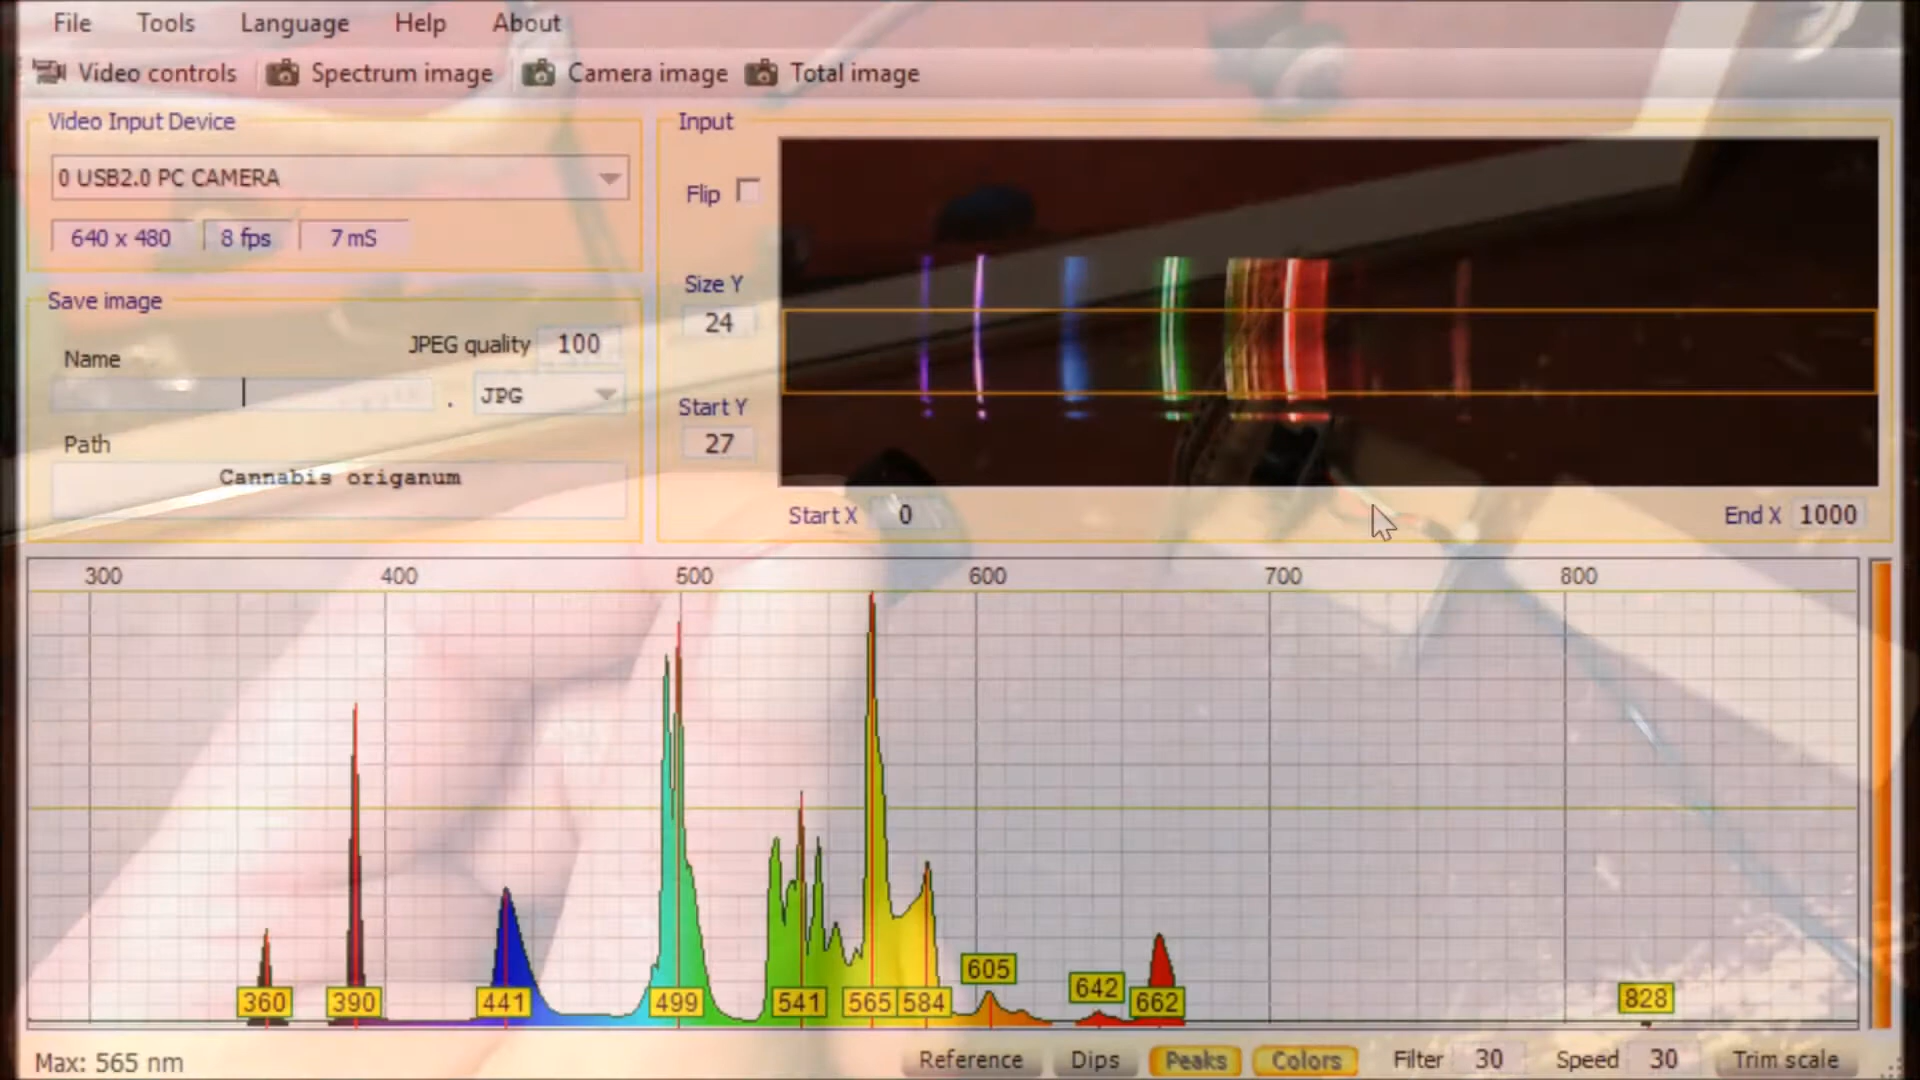 File Tools Language Help About
Video controls Spectrum image Camera image Total image
Video Input Device
0 USB2.0 PC CAMERA
640 x 480 8 fps 7 mS
Save image
Name
JPEG quality 100
. JPG
Path
Cannabis origanum
Input
Flip
Size Y
24
Start Y
27
Start X 0
End X 1000
300 400 500 600 700 800
360 390 441 499 541 565 584 605 642 662 828
Max: 565 nm
Reference Dips Peaks Colors Filter 30 Speed 30 Trim scale